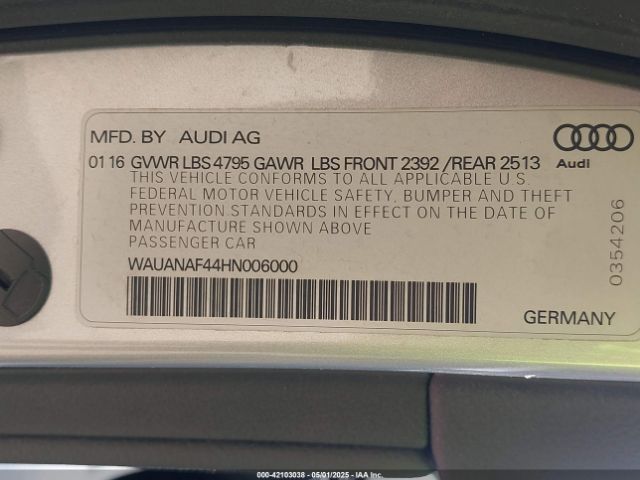 MFD. BY AUDI AG
0116 GVWR LBS 4795 GAWR LBS FRONT 2392 /REAR 2513
Audi
THIS VEHICLE CONFORMS TO ALL APPLICABLE U.S.
FEDERAL MOTOR VEHICLE SAFETY, BUMPER AND THEFT
PREVENTION STANDARDS IN EFFECT ON THE DATE OF
MANUFACTURE SHOWN ABOVE
PASSENGER CAR
WAUANAF44HN006000
0354206
GERMANY
000-42103038 - 05/01/2025 - IAA Inc.